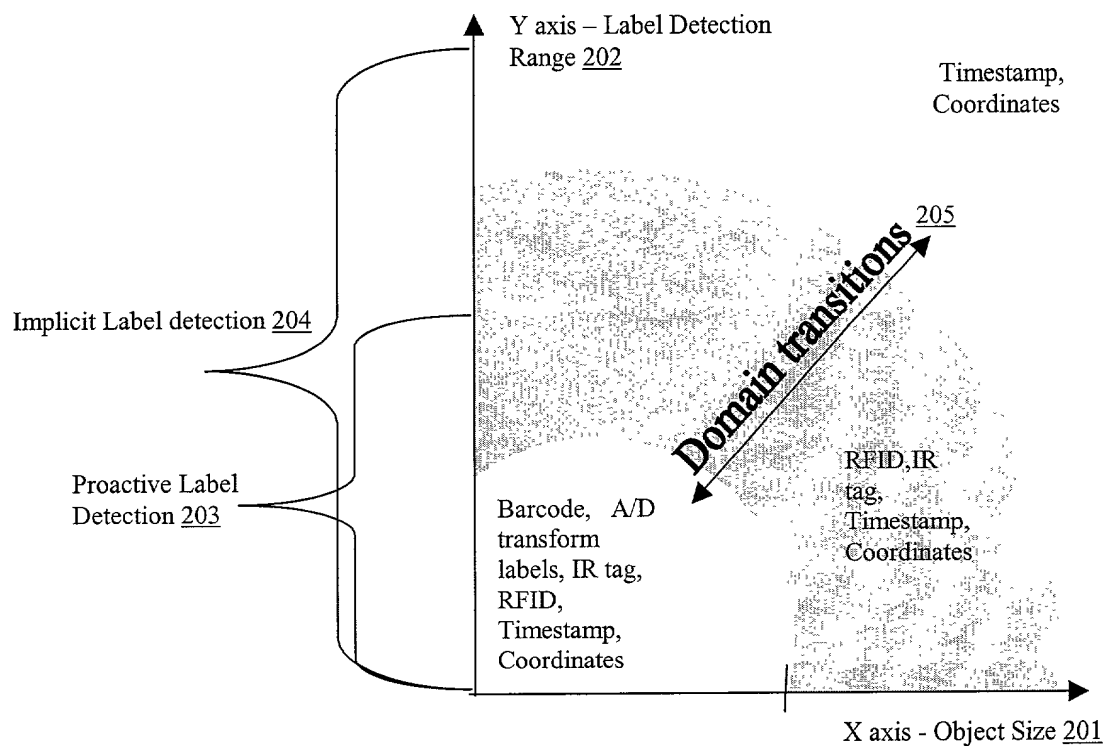 Y axis – Label Detection
Range 202
Timestamp,
Coordinates
205
Domain transitions
Implicit Label detection 204
Proactive Label
Detection 203
RFID,IR
tag,
Timestamp,
Coordinates
Barcode, A/D
transform
labels, IR tag,
RFID,
Timestamp,
Coordinates
X axis - Object Size 201